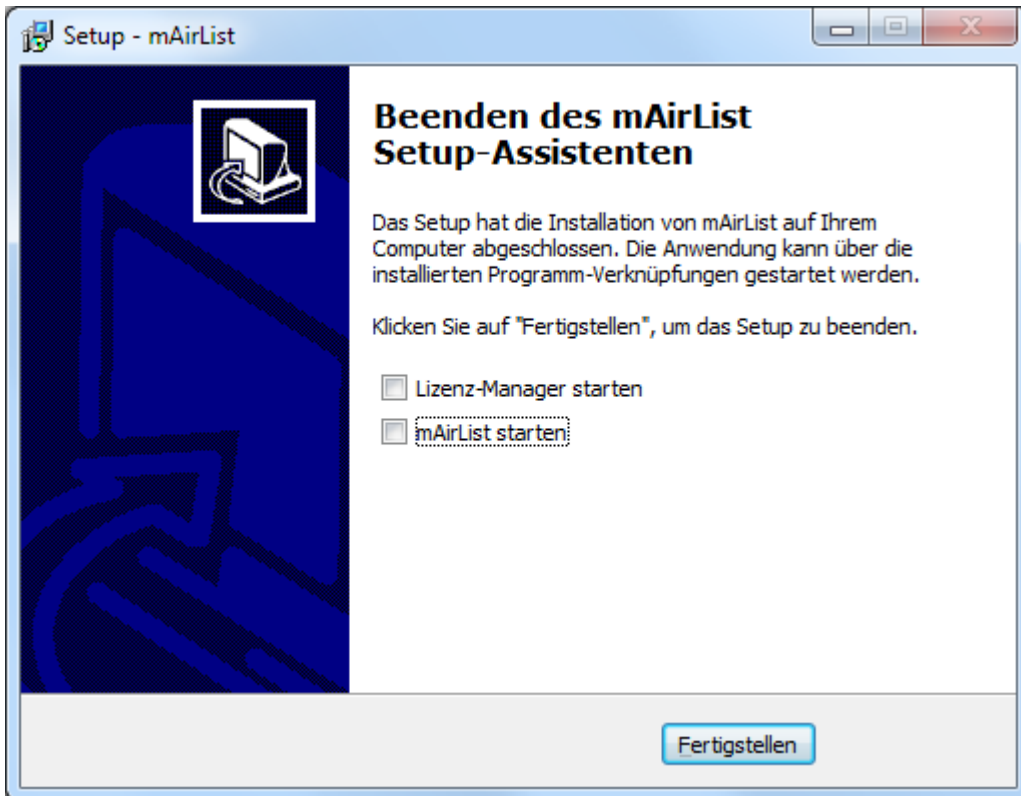 Setup - mAirList
Beenden des mAirList
Setup-Assistenten
Das Setup hat die Installation von mAirList auf Ihrem
Computer abgeschlossen. Die Anwendung kann über die
installierten Programm-Verknüpfungen gestartet werden.
Klicken Sie auf "Fertigstellen", um das Setup zu beenden.
Lizenz-Manager starten
mAirList starten
Fertigstellen